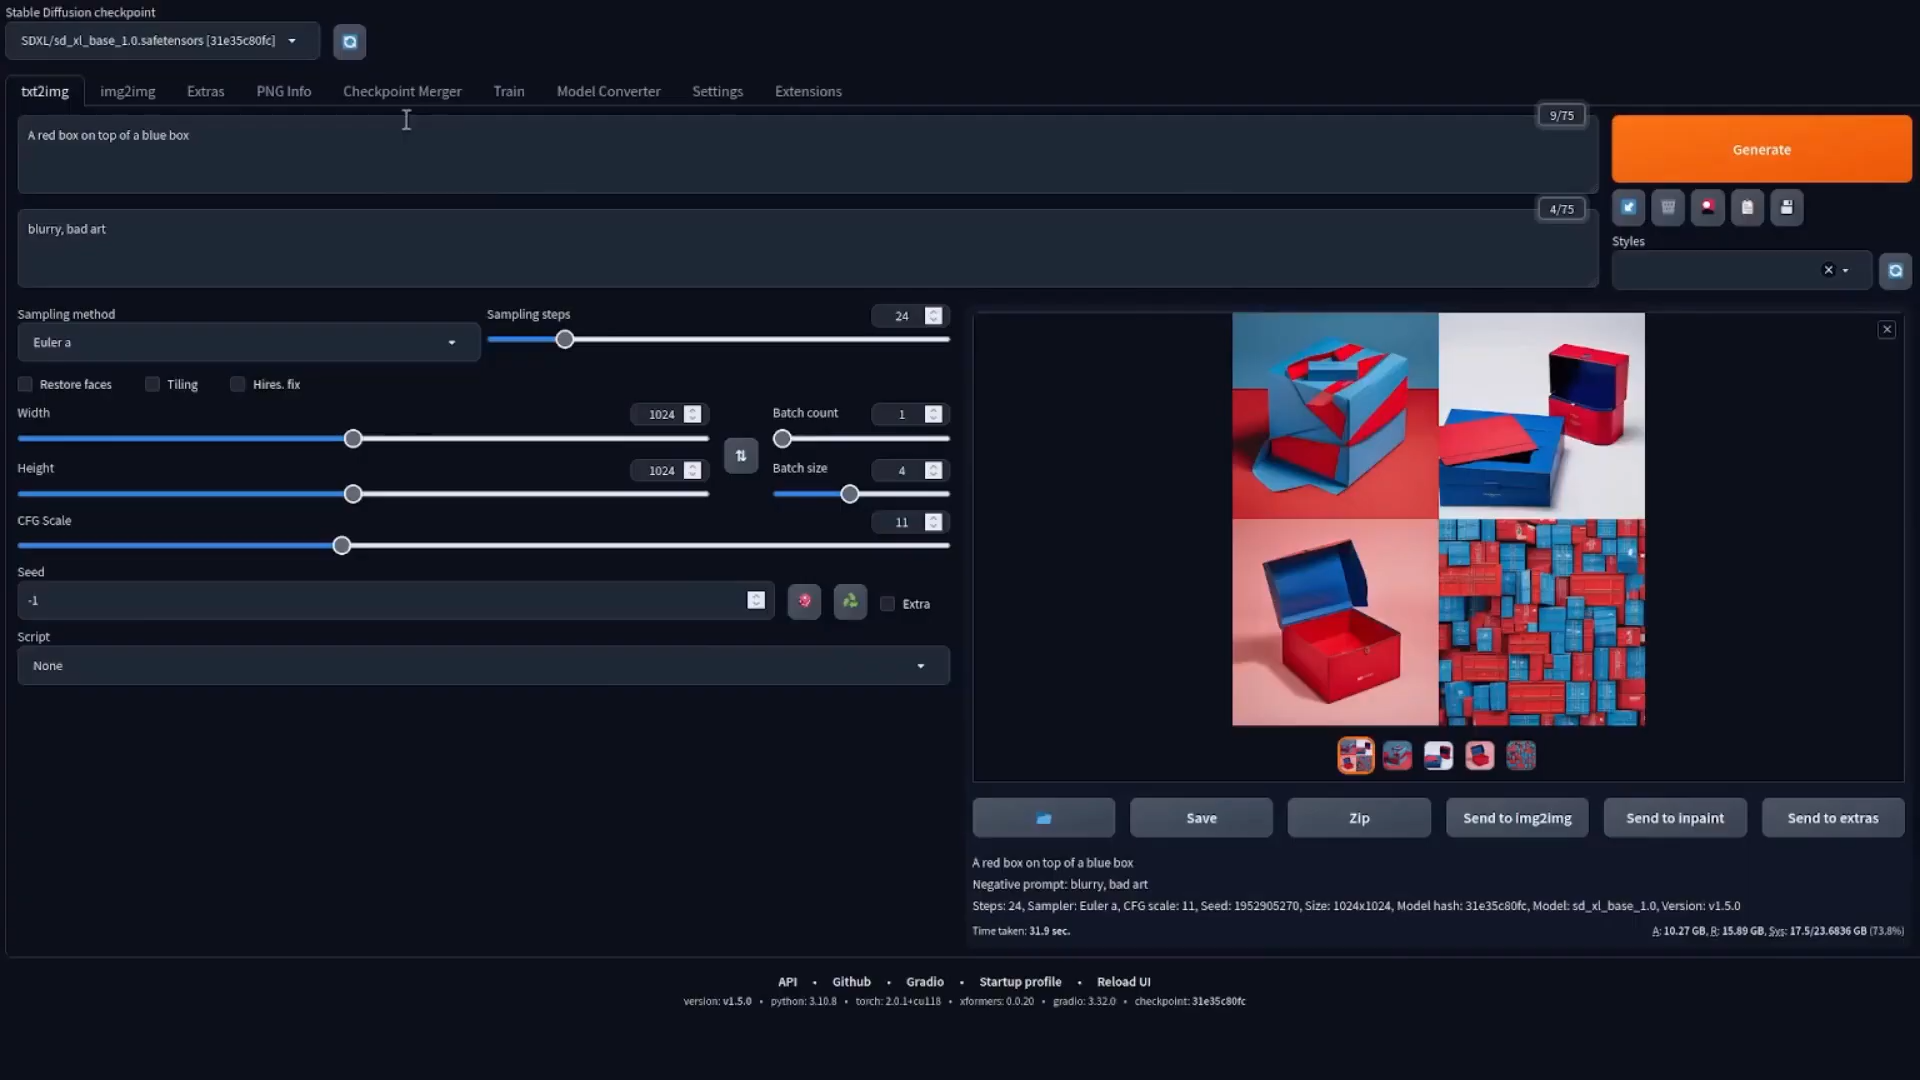 Stable Diffusion checkpoint
SDXL/sd_xl_base_1.0.safetensors [31e35c80fc]
txt2img img2img Extras PNG Info Checkpoint Merger Train Model Converter Settings Extensions
9/75
A red box on top of a blue box
Generate
4/75
blurry, bad art
Styles
Sampling method
Euler a
Sampling steps
24
Restore faces Tiling Hires. fix
Width
1024
Batch count
1
Height
1024
Batch size
4
CFG Scale
11
Seed
-1
Extra
Script
None
Save Zip Send to img2img Send to inpaint Send to extras
A red box on top of a blue box
Negative prompt: blurry, bad art
Steps: 24, Sampler: Euler a, CFG scale: 11, Seed: 1952905270, Size: 1024x1024, Model hash: 31e35c80fc, Model: sd_xl_base_1.0, Version: v1.5.0
Time taken: 31.9 sec.
A: 10.27 GB, R: 15.89 GB, Sys: 17.5/23.6836 GB (73.8%)
API • Github • Gradio • Startup profile • Reload UI
version: v1.5.0 • python: 3.10.8 • torch: 2.0.1+cu118 • xformers: 0.0.20 • gradio: 3.32.0 • checkpoint: 31e35c80fc